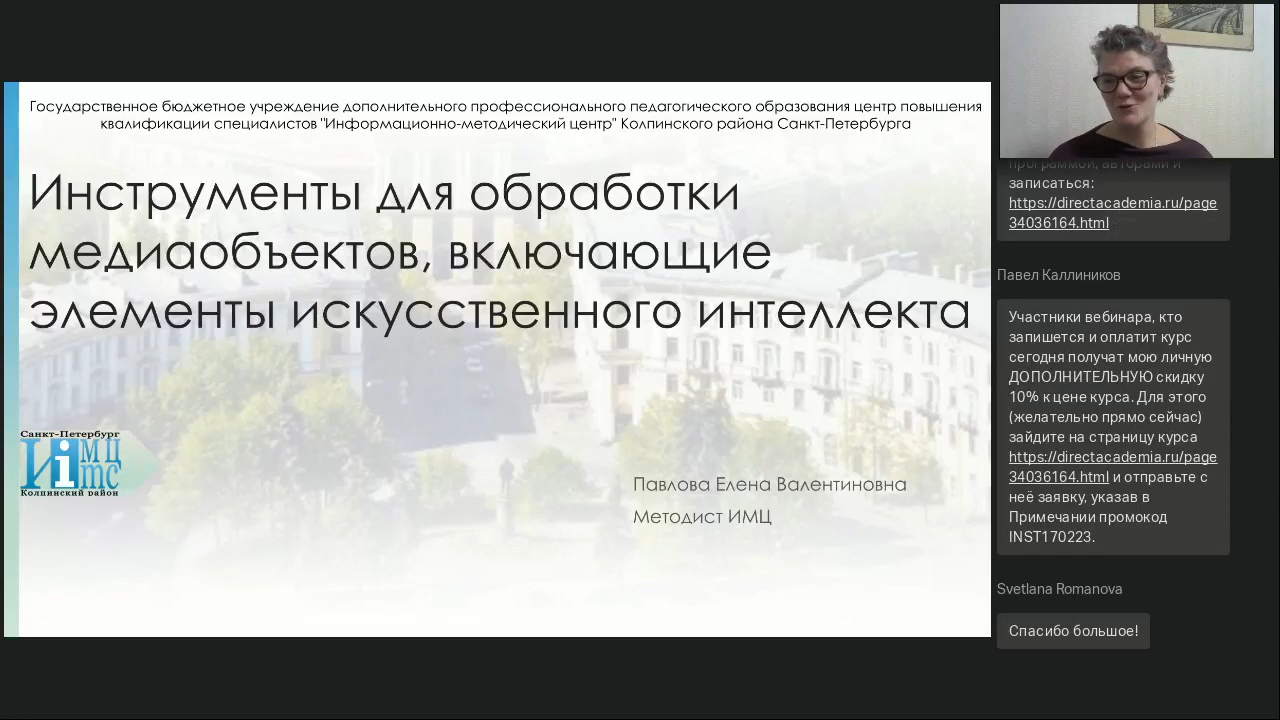 Государственное бюджетное учреждение дополнительного профессионального педагогического образования центр повышения
квалификации специалистов "Информационно-методический центр" Колпинского района Санкт-Петербурга
Инструменты для обработки
медиаобъектов, включающие
элементы искусственного интеллекта
Санкт-Петербург
ИМЦ
imc
Колпинский район
Павлова Елена Валентиновна
Методист ИМЦ
программой, авторами и
записаться:
https://directacademia.ru/page
34036164.html
Павел Каллиников
Участники вебинара, кто
запишется и оплатит курс
сегодня получат мою личную
ДОПОЛНИТЕЛЬНУЮ скидку
10% к цене курса. Для этого
(желательно прямо сейчас)
зайдите на страницу курса
https://directacademia.ru/page
34036164.html и отправьте с
неё заявку, указав в
Примечании промокод
INST170223.
Svetlana Romanova
Спасибо большое!